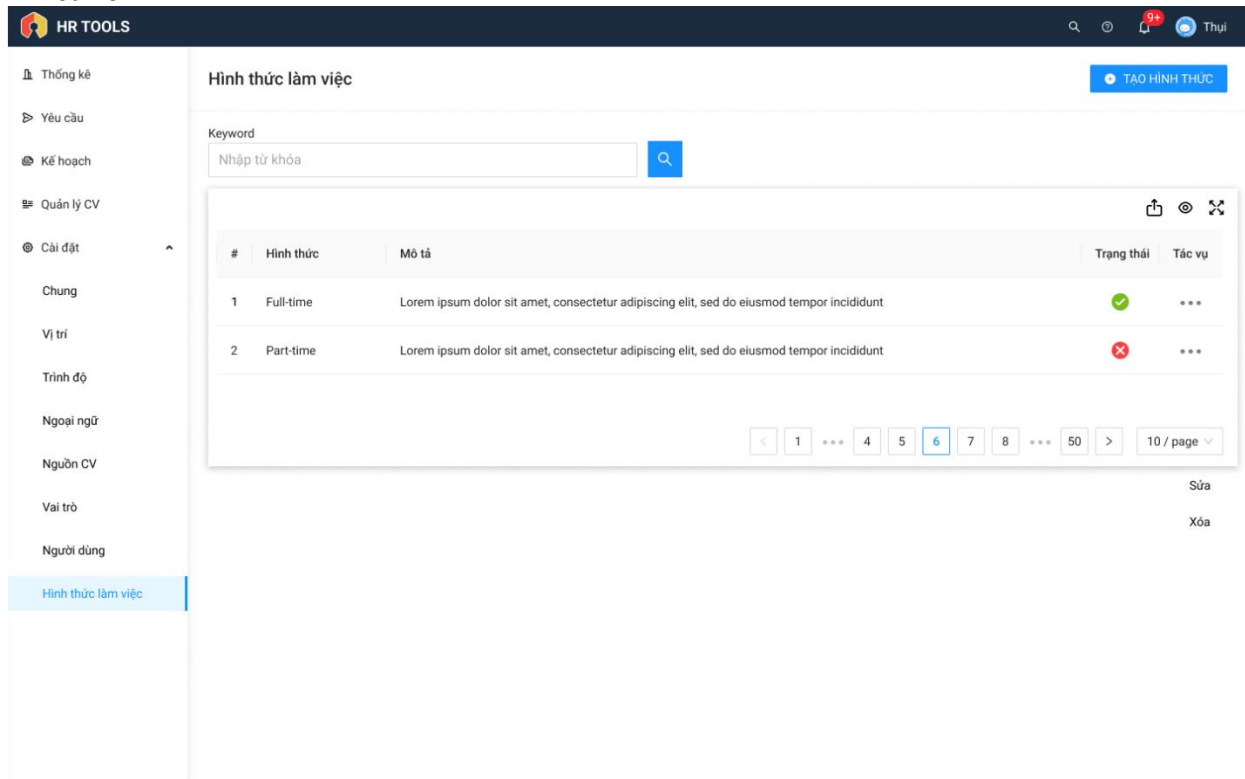 HR TOOLS
9+
Thụi
Thống kê
Yêu cầu
Kế hoạch
Quản lý CV
Cài đặt
Chung
Vị trí
Trình độ
Ngoại ngữ
Nguồn CV
Vai trò
Người dùng
Hình thức làm việc
Hình thức làm việc
TẠO HÌNH THỨC
Keyword
Nhập từ khóa
# Hình thức Mô tả Trạng thái Tác vụ
1 Full-time Lorem ipsum dolor sit amet, consectetur adipiscing elit, sed do eiusmod tempor incididunt
2 Part-time Lorem ipsum dolor sit amet, consectetur adipiscing elit, sed do eiusmod tempor incididunt
< 1 ••• 4 5 6 7 8 ••• 50 > 10 / page
Sửa
Xóa